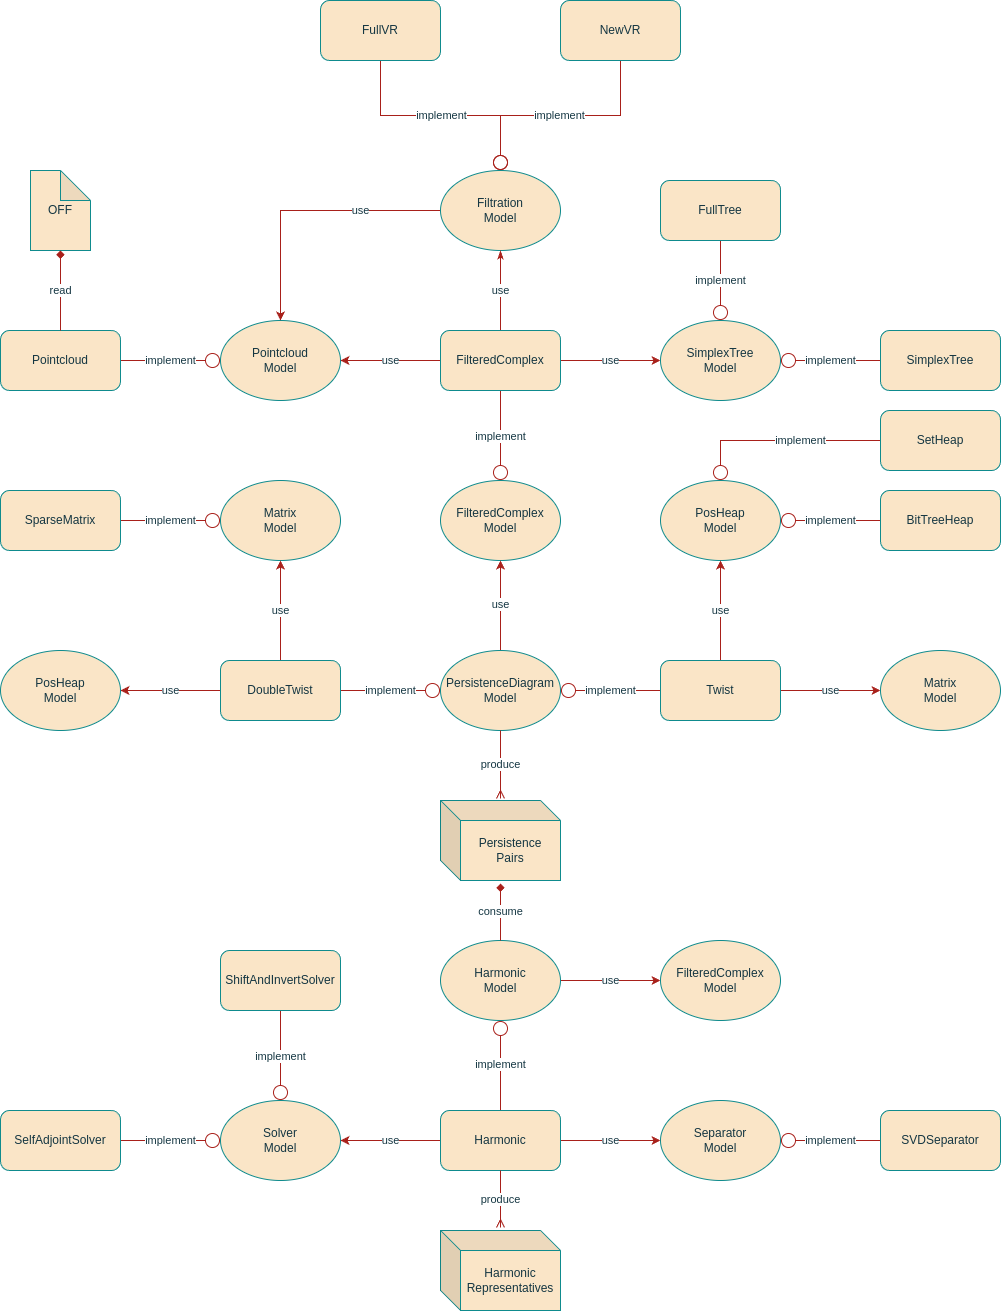 FullVR
NewVR
implement
implement
OFF
Filtration
Model
use
FullTree
read
use
implement
Pointcloud
implement
Pointcloud
Model
use
FilteredComplex
use
SimplexTree
Model
implement
SimplexTree
implement
implement
SetHeap
SparseMatrix
implement
Matrix
Model
FilteredComplex
Model
PosHeap
Model
implement
BitTreeHeap
use
use
use
PosHeap
Model
use
DoubleTwist
implement
PersistenceDiagram
Model
implement
Twist
use
Matrix
Model
produce
Persistence
Pairs
consume
ShiftAndInvertSolver
Harmonic
Model
use
FilteredComplex
Model
implement
implement
SelfAdjointSolver
implement
Solver
Model
use
Harmonic
use
Separator
Model
implement
SVDSeparator
produce
Harmonic
Representatives